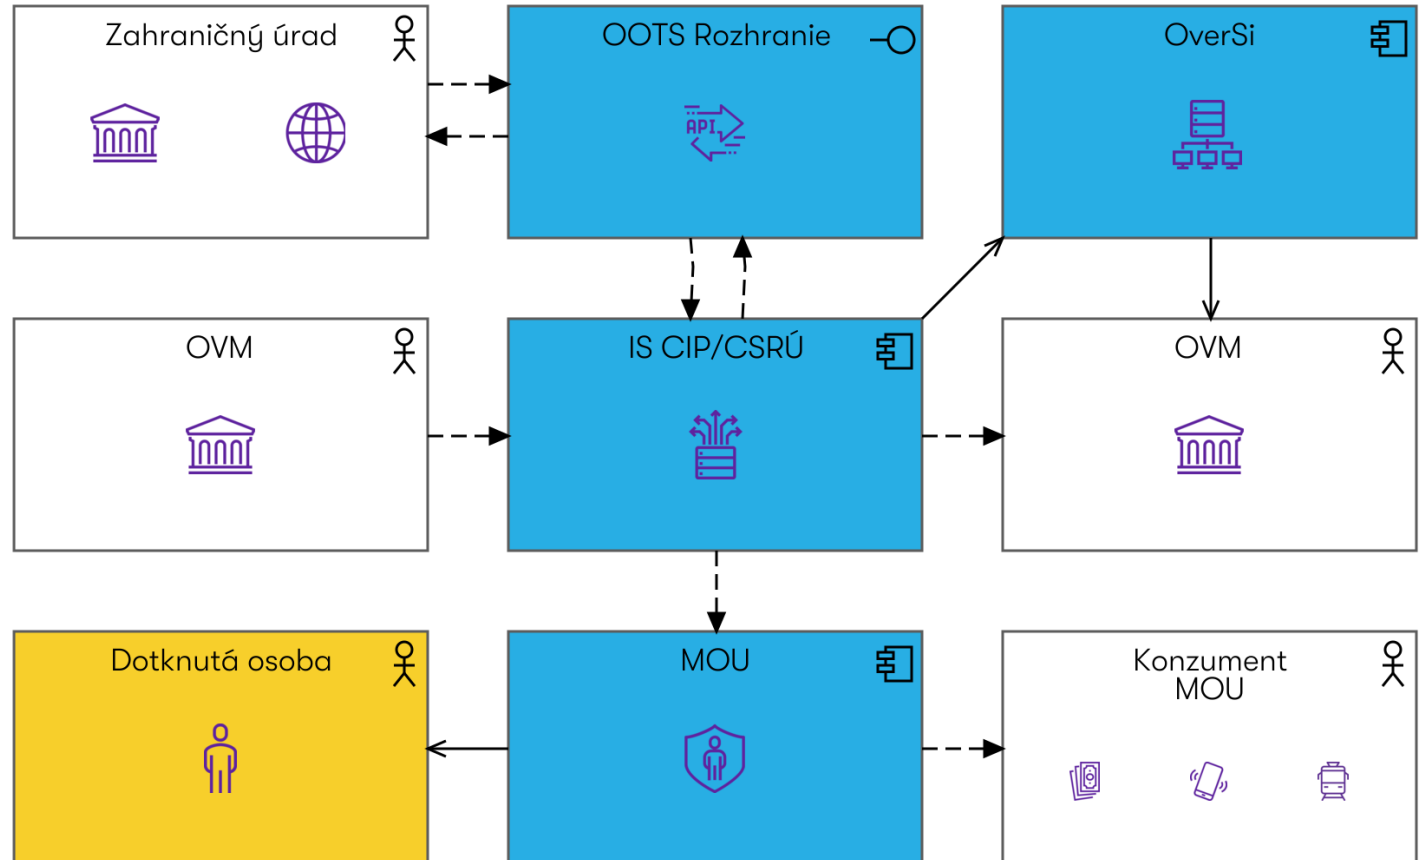 Zahraničný úrad
OOTS Rozhranie
OverSi
API
OVM
IS CIP/CSRÚ
OVM
Dotknutá osoba
MOU
Konzument
MOU